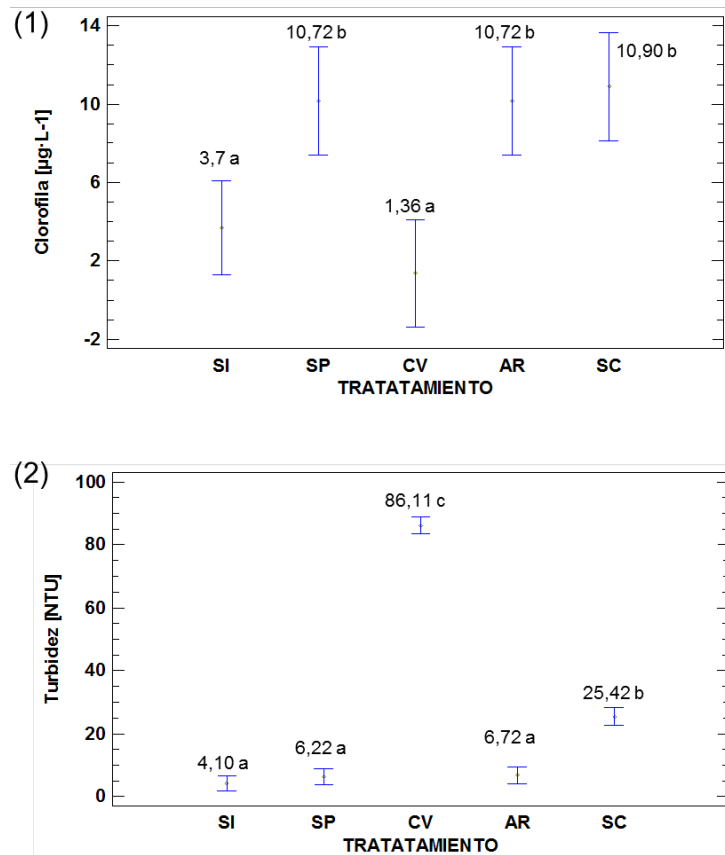 (1)
Clorofila [µg·L-1]
14
10
6
2
-2
3,7 a
10,72 b
1,36 a
10,72 b
10,90 b
SI SP CV AR SC
TRATATAMIENTO
(2)
Turbidez [NTU]
100
80
60
40
20
0
4,10 a
6,22 a
86,11 c
6,72 a
25,42 b
SI SP CV AR SC
TRATATAMIENTO